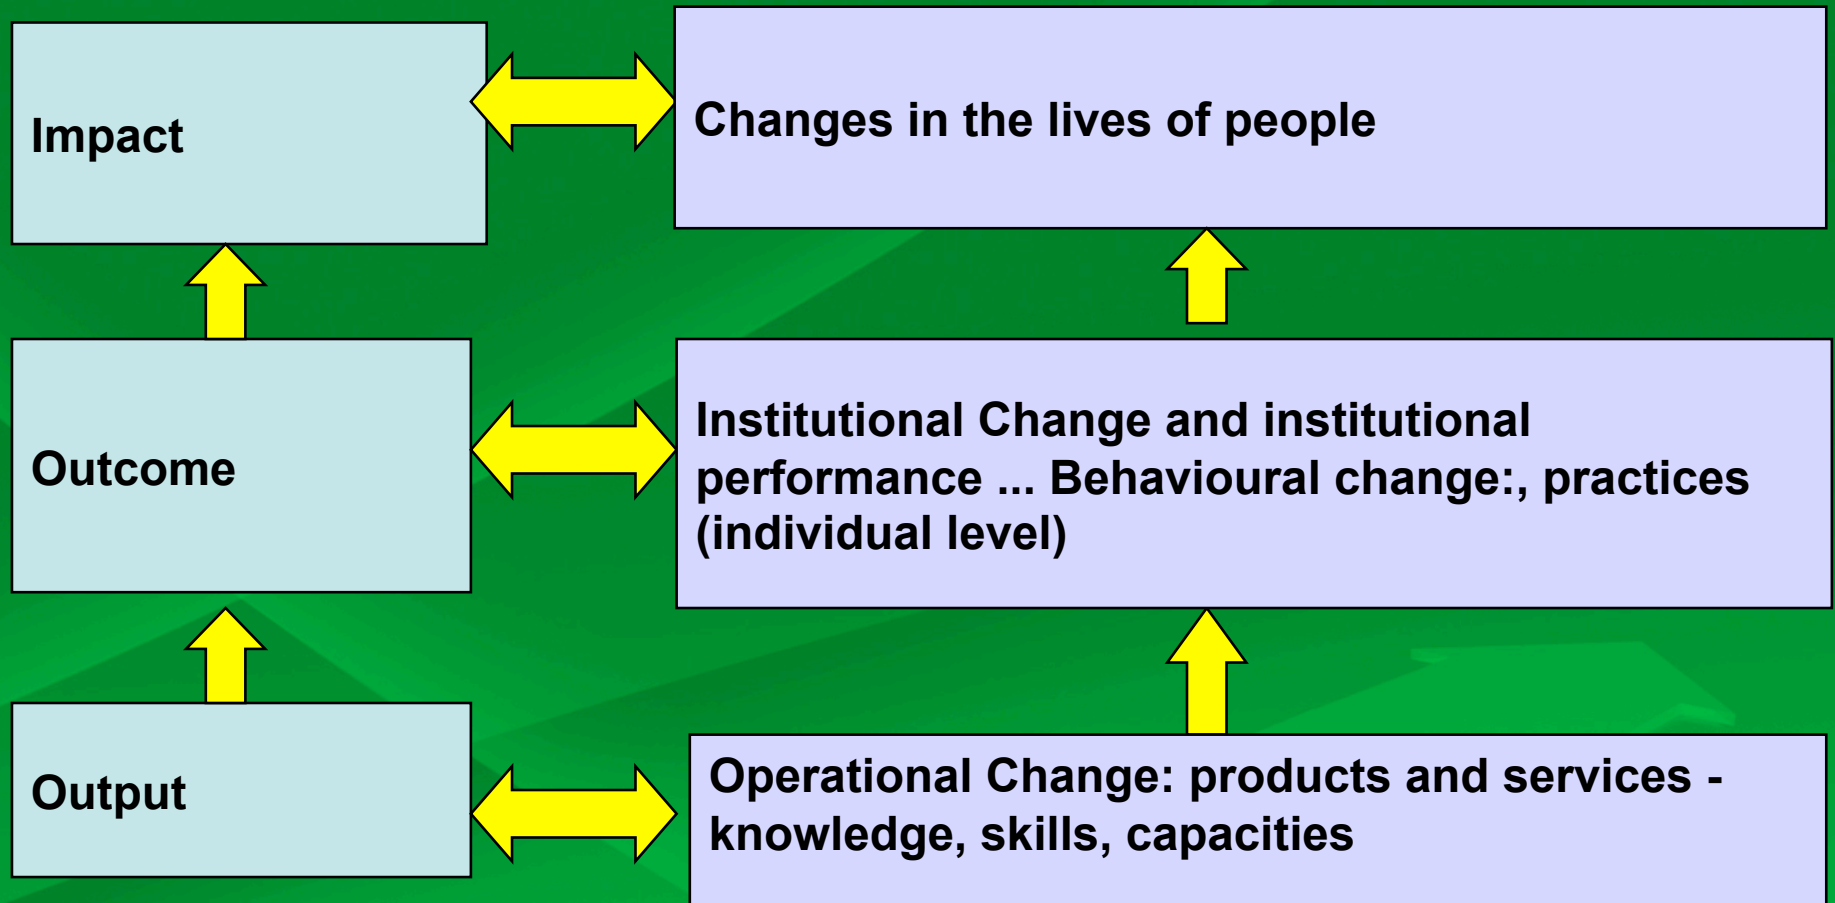 Impact
Changes in the lives of people
Outcome
Institutional Change and institutional
performance ... Behavioural change:, practices
(individual level)
Output
Operational Change: products and services -
knowledge, skills, capacities